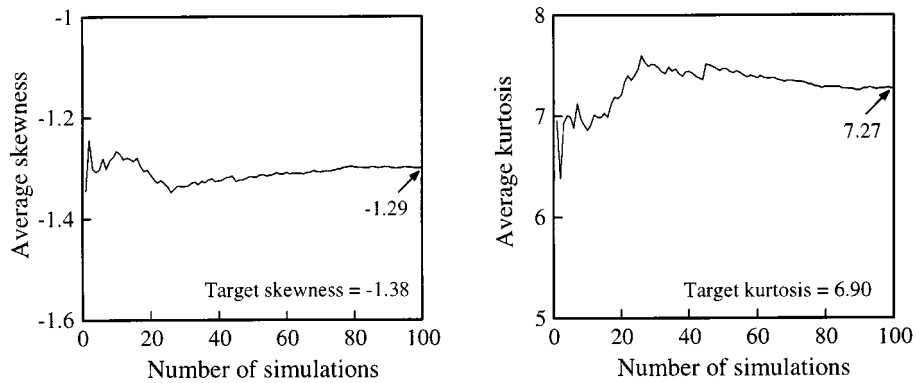 -1
-1.2
-1.4
-1.6
Average skewness
-1.29
Target skewness = -1.38
0 20 40 60 80 100
Number of simulations
8
7
6
5
Average kurtosis
7.27
Target kurtosis = 6.90
0 20 40 60 80 100
Number of simulations